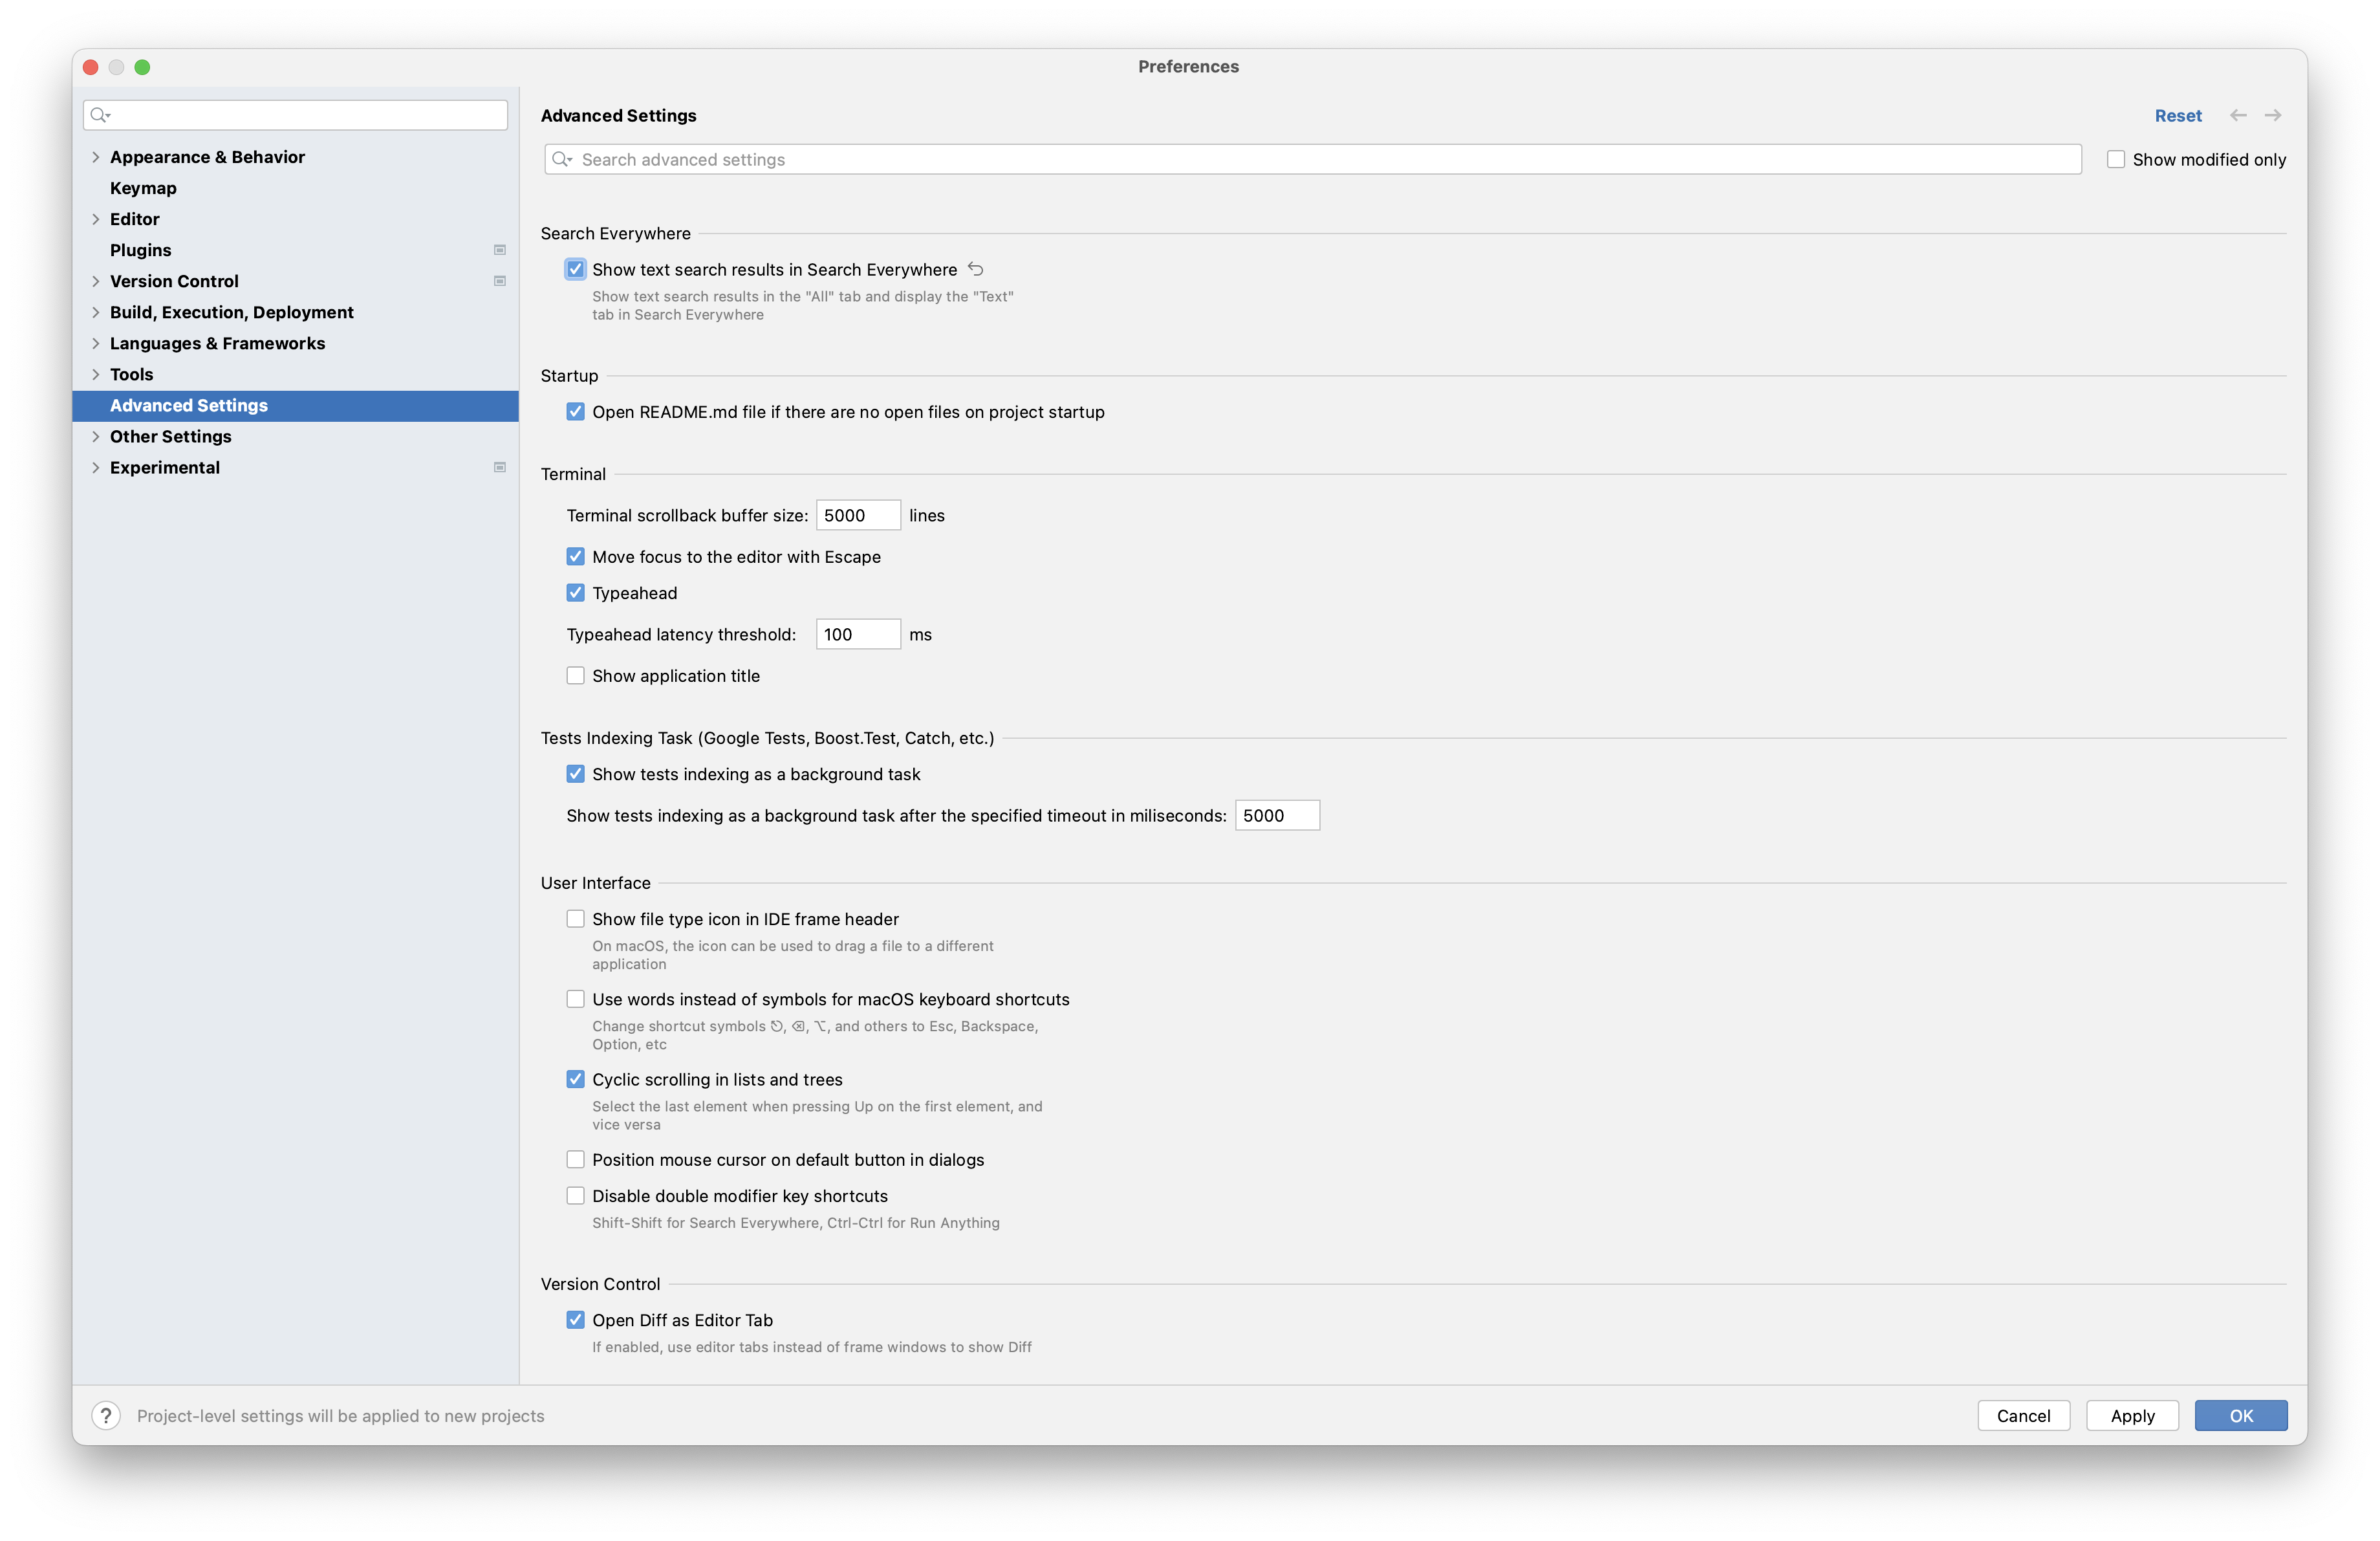 Preferences
Appearance & Behavior
Keymap
Editor
Plugins
Version Control
Build, Execution, Deployment
Languages & Frameworks
Tools
Advanced Settings
Other Settings
Experimental
Advanced Settings
Reset
Search advanced settings
Show modified only
Search Everywhere
Show text search results in Search Everywhere
Show text search results in the "All" tab and display the "Text"
tab in Search Everywhere
Startup
Open README.md file if there are no open files on project startup
Terminal
Terminal scrollback buffer size: 5000 lines
Move focus to the editor with Escape
Typeahead
Typeahead latency threshold: 100 ms
Show application title
Tests Indexing Task (Google Tests, Boost.Test, Catch, etc.)
Show tests indexing as a background task
Show tests indexing as a background task after the specified timeout in miliseconds: 5000
User Interface
Show file type icon in IDE frame header
On macOS, the icon can be used to drag a file to a different
application
Use words instead of symbols for macOS keyboard shortcuts
Change shortcut symbols ⎋, ⌫, ⌥, and others to Esc, Backspace,
Option, etc
Cyclic scrolling in lists and trees
Select the last element when pressing Up on the first element, and
vice versa
Position mouse cursor on default button in dialogs
Disable double modifier key shortcuts
Shift-Shift for Search Everywhere, Ctrl-Ctrl for Run Anything
Version Control
Open Diff as Editor Tab
If enabled, use editor tabs instead of frame windows to show Diff
? Project-level settings will be applied to new projects
Cancel
Apply
OK